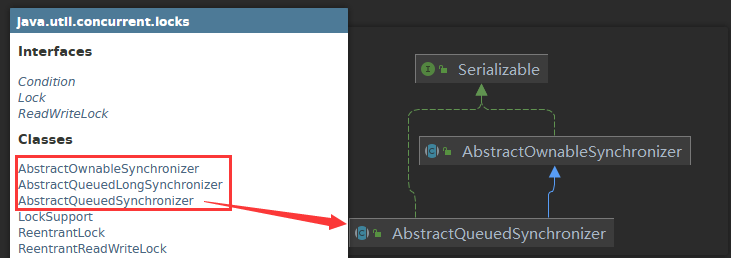 java.util.concurrent.locks
Interfaces
Condition
Lock
ReadWriteLock
Classes
AbstractOwnableSynchronizer
AbstractQueuedLongSynchronizer
AbstractQueuedSynchronizer
LockSupport
ReentrantLock
ReentrantReadWriteLock
I Serializable
C AbstractOwnableSynchronizer
C AbstractQueuedSynchronizer